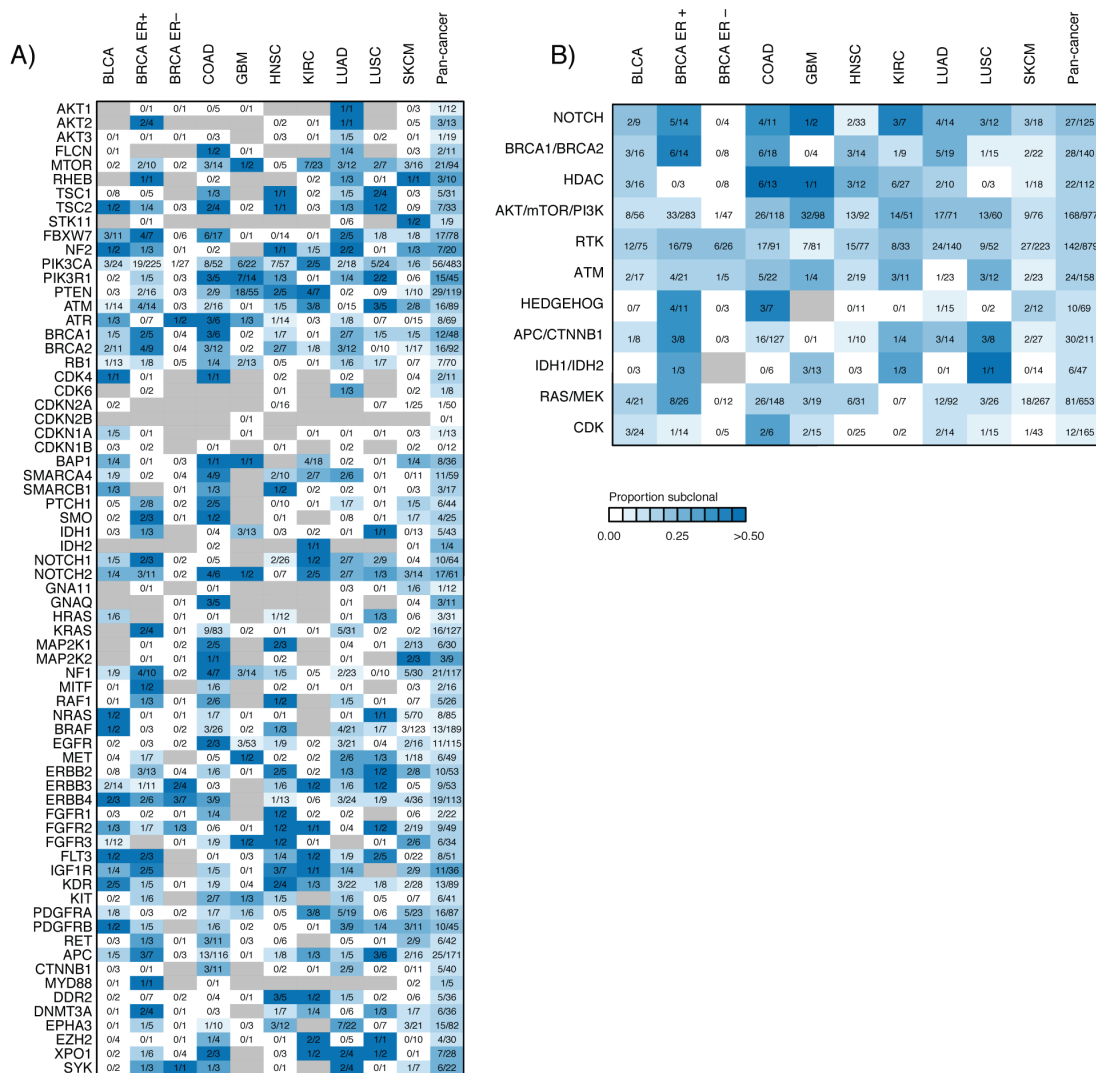 A)
BLCA
BRCA ER+
BRCA ER−
COAD
GBM
HNSC
KIRC
LUAD
LUSC
SKCM
Pan-cancer
AKT1 0/1 0/1 0/5 0/1 1/1 0/3 1/12
AKT2 2/4 0/2 0/1 1/1 0/5 3/13
AKT3 0/1 0/1 0/1 0/3 0/3 0/1 1/5 0/2 0/1 1/19
FLCN 1/2 0/1 1/4 0/3 2/11
MTOR 0/2 2/10 0/2 3/14 1/2 0/5 7/23 3/12 2/7 3/16 21/94
RHEB 1/1 0/2 0/2 1/3 0/1 1/1 3/10
TSC1 0/8 0/5 1/3 1/1 0/2 1/5 2/4 0/3 5/31
TSC2 1/2 1/4 0/3 2/4 0/3 1/1 0/3 1/3 1/2 0/9 7/33
STK11 0/1 0/6 1/2 1/9
FBXW7 3/11 4/7 0/6 6/17 0/1 0/14 0/1 2/5 1/8 1/8 17/78
NF2 1/2 1/3 0/1 0/2 1/1 1/5 2/2 0/1 0/3 7/20
PIK3CA 3/24 19/225 1/27 8/52 6/22 7/57 2/5 2/18 5/24 1/6 56/483
PIK3R1 0/2 1/5 0/3 3/5 7/14 1/3 0/1 1/4 2/2 0/6 15/45
PTEN 0/3 2/16 0/3 2/9 18/55 2/5 4/7 0/2 0/9 1/10 29/119
ATM 1/14 4/14 0/3 2/16 0/1 1/5 3/8 0/15 3/5 2/8 16/89
ATR 1/3 0/7 1/2 3/6 1/3 1/14 0/3 1/8 0/7 0/15 8/69
BRCA1 1/5 2/5 0/4 3/6 0/2 1/7 0/1 2/7 1/5 1/5 12/48
BRCA2 2/11 4/9 0/4 3/12 0/2 2/7 1/8 3/12 0/10 1/17 16/92
RB1 1/13 1/8 0/5 1/4 2/13 0/5 0/1 1/6 1/7 0/7 7/70
CDK4 1/1 0/1 1/1 0/2 0/2 0/4 2/11
CDK6 0/2 0/1 1/3 0/2 1/8
CDKN2A 0/2 0/16 0/7 1/25 1/50
CDKN2B 0/1 0/1
CDKN1A 1/5 0/1 0/1 0/1 0/1 0/1 0/3 1/13
CDKN1B 0/3 0/2 0/1 0/2 0/1 0/1 0/2 0/12
BAP1 1/4 0/1 0/3 1/1 1/1 4/18 0/2 0/1 1/4 8/36
SMARCA4 1/9 0/2 0/4 4/9 2/10 2/7 2/6 0/1 0/11 11/59
SMARCB1 1/3 0/1 1/3 1/2 0/2 0/2 0/1 0/3 3/17
PTCH1 0/5 2/8 2/5 0/10 0/1 1/7 0/1 1/5 6/44
SMO 0/2 2/3 0/1 1/2 0/1 0/8 0/1 1/7 4/25
IDH1 0/3 1/3 0/4 3/13 0/3 0/2 0/1 1/1 0/13 5/43
IDH2 0/2 1/1 0/1 1/4
NOTCH1 1/5 2/3 0/2 0/5 2/26 1/2 2/7 2/9 0/4 10/64
NOTCH2 1/4 3/11 0/2 4/6 1/2 0/7 2/5 2/7 1/3 3/14 17/61
GNA11 0/1 0/1 0/3 0/1 1/6 1/12
GNAQ 0/1 3/5 0/1 0/4 3/11
HRAS 1/6 0/1 0/1 1/12 0/1 1/3 0/6 3/31
KRAS 2/4 0/1 9/83 0/2 0/1 0/1 5/31 0/2 0/2 16/127
MAP2K1 0/1 0/2 2/5 2/3 0/4 0/1 2/13 6/30
MAP2K2 0/1 0/1 1/1 0/2 0/1 2/3 3/9
NF1 1/9 4/10 0/2 4/7 3/14 1/5 0/5 2/23 0/10 5/30 21/117
MITF 0/1 1/2 1/6 0/2 0/1 0/1 0/3 2/16
RAF1 0/1 1/3 0/1 2/6 1/2 1/5 0/1 0/7 5/26
NRAS 1/2 0/1 0/1 1/7 0/1 0/1 1/1 5/70 8/85
BRAF 1/2 0/3 0/2 3/26 0/2 1/3 4/21 1/7 3/123 13/189
EGFR 0/2 0/3 0/2 2/3 3/53 1/9 0/2 3/21 0/4 2/16 11/115
MET 0/4 1/7 0/5 1/2 0/2 0/2 2/6 1/3 1/18 6/49
ERBB2 0/8 3/13 0/4 1/6 0/1 2/5 0/2 1/3 1/2 2/8 10/53
ERBB3 2/14 1/11 2/4 0/3 1/6 1/2 1/6 1/2 0/5 9/53
ERBB4 2/3 2/6 3/7 3/9 1/13 0/6 3/24 1/9 4/36 19/113
FGFR1 0/3 0/2 0/1 1/4 1/2 0/2 0/2 0/6 2/22
FGFR2 1/3 1/7 1/3 0/6 0/1 1/2 1/1 0/4 1/2 2/19 9/49
FGFR3 1/12 0/1 1/9 1/2 1/2 0/1 0/1 2/6 6/34
FLT3 1/2 2/3 0/1 0/3 1/4 1/2 1/9 2/5 0/22 8/51
IGF1R 1/4 2/5 1/5 0/1 3/7 1/1 1/4 2/9 11/36
KDR 2/5 1/5 0/1 1/9 0/4 2/4 1/3 3/22 1/8 2/28 13/89
KIT 0/2 1/6 2/7 1/3 1/5 1/6 0/5 0/7 6/41
PDGFRA 1/8 0/3 0/2 1/7 1/6 0/5 3/8 5/19 0/6 5/23 16/87
PDGFRB 1/2 1/5 1/6 0/2 0/5 0/1 3/9 1/4 3/11 10/45
RET 0/3 1/3 0/1 3/11 0/3 0/6 0/5 0/1 2/9 6/42
APC 1/5 3/7 0/3 13/116 0/1 1/8 1/3 1/5 3/6 2/16 25/171
CTNNB1 0/3 0/1 3/11 0/2 0/1 2/9 0/2 0/11 5/40
MYD88 1/1 0/1 0/2 1/5
DDR2 0/2 0/7 0/2 0/4 0/1 3/5 1/2 1/5 0/2 0/6 5/36
DNMT3A 0/1 2/4 0/1 0/3 1/7 1/4 0/6 1/3 1/7 6/36
EPHA3 0/1 1/5 0/1 1/10 0/3 3/12 7/22 0/7 3/21 15/82
EZH2 0/4 0/1 0/1 1/4 0/1 0/1 2/2 0/5 1/1 0/10 4/30
XPO1 0/2 1/6 0/4 2/3 0/3 1/2 2/4 1/2 0/1 7/28
SYK 0/2 1/3 1/1 1/3 0/1 2/4 0/1 1/7 6/22
B)
BLCA
BRCA ER +
BRCA ER −
COAD
GBM
HNSC
KIRC
LUAD
LUSC
SKCM
Pan-cancer
NOTCH 2/9 5/14 0/4 4/11 1/2 2/33 3/7 4/14 3/12 3/18 27/125
BRCA1/BRCA2 3/16 6/14 0/8 6/18 0/4 3/14 1/9 5/19 1/15 2/22 28/140
HDAC 3/16 0/3 0/8 6/13 1/1 3/12 6/27 2/10 0/3 1/18 22/112
AKT/mTOR/PI3K 8/56 33/283 1/47 26/118 32/98 13/92 14/51 17/71 13/60 9/76 168/977
RTK 12/75 16/79 6/26 17/91 7/81 15/77 8/33 24/140 9/52 27/223 142/879
ATM 2/17 4/21 1/5 5/22 1/4 2/19 3/11 1/23 3/12 2/23 24/158
HEDGEHOG 0/7 4/11 0/1 3/7 0/11 0/1 1/15 0/2 2/12 10/69
APC/CTNNB1 1/8 3/8 0/3 16/127 0/1 1/10 1/4 3/14 3/8 2/27 30/211
IDH1/IDH2 0/3 1/3 0/6 3/13 0/3 1/3 0/1 1/1 0/14 6/47
RAS/MEK 4/21 8/26 0/12 26/148 3/19 6/31 0/7 12/92 3/26 18/267 81/653
CDK 3/24 1/14 0/5 2/6 2/15 0/25 0/2 2/14 1/15 1/43 12/165
Proportion subclonal
0.00 0.25 >0.50